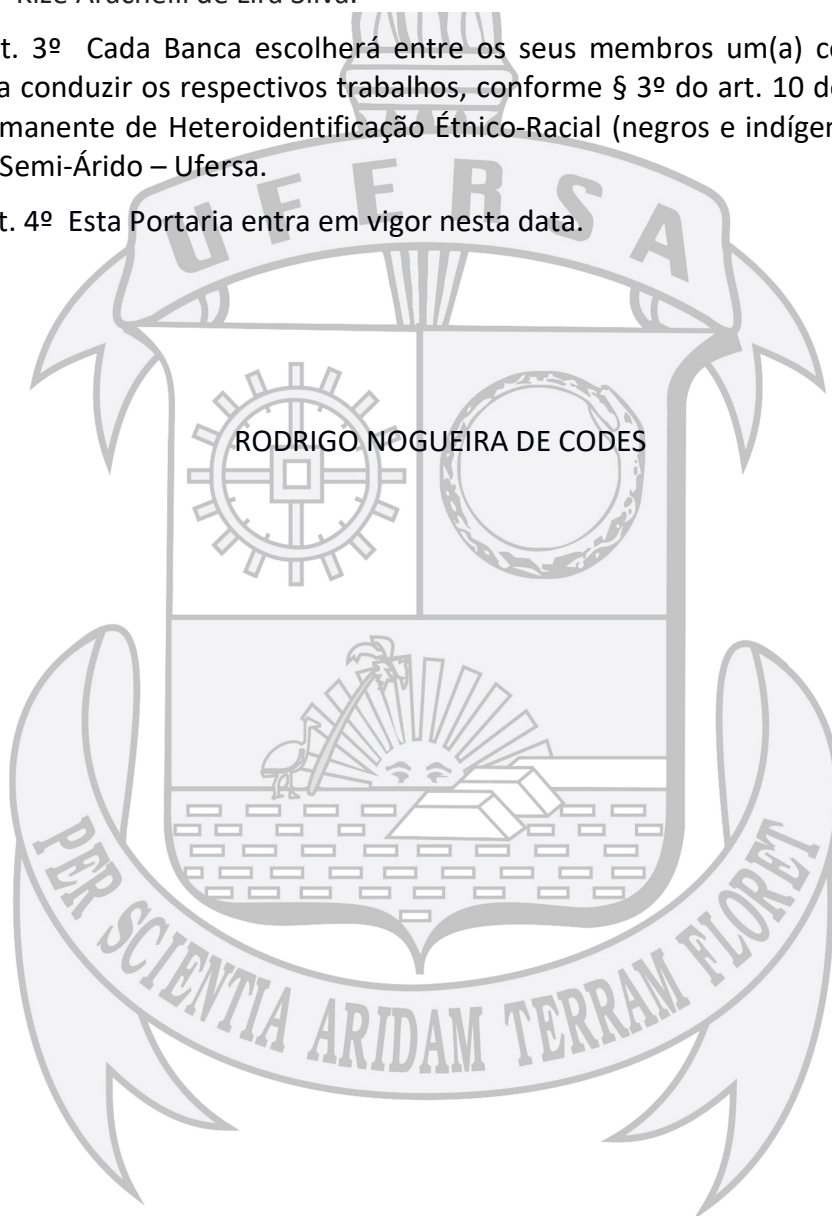 Rize Arachelli de Lira Silva.
t. 3º Cada Banca escolherá entre os seus membros um(a) co
a conduzir os respectivos trabalhos, conforme § 3º do art. 10 do
manente de Heteroidentificação Étnico-Racial (negros e indígen
Semi-Árido – Ufersa.
t. 4º Esta Portaria entra em vigor nesta data.
UFERSA
RODRIGO NOGUEIRA DE CODES
PER SCIENTIA ARIDAM TERRAM FLORET